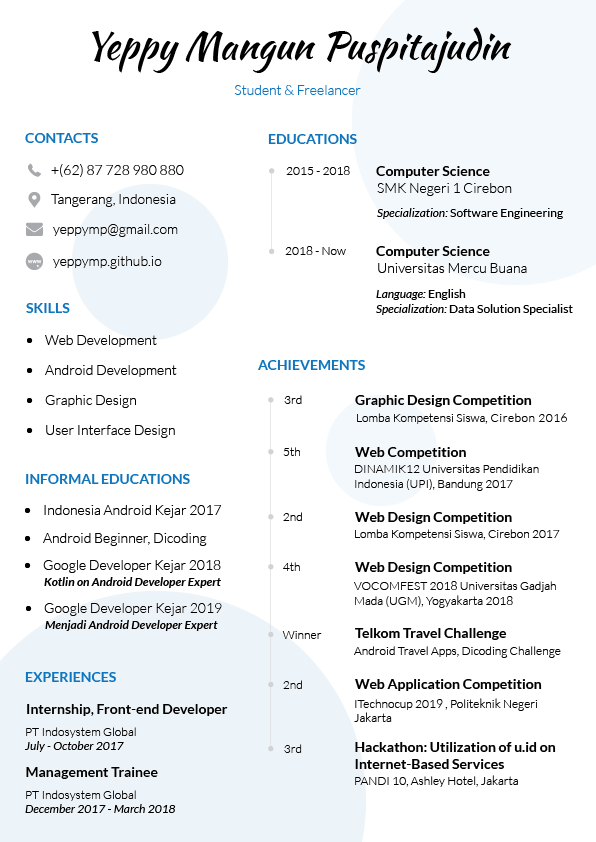 Yeppy Mangun Puspitajudin
Student & Freelancer
CONTACTS
+(62) 87 728 980 880
Tangerang, Indonesia
yeppymp@gmail.com
www
yeppymp.github.io
SKILLS
Web Development
Android Development
Graphic Design
User Interface Design
INFORMAL EDUCATIONS
Indonesia Android Kejar 2017
Android Beginner, Dicoding
Google Developer Kejar 2018
Kotlin on Android Developer Expert
Google Developer Kejar 2019
Menjadi Android Developer Expert
EXPERIENCES
Internship, Front-end Developer
PT Indosystem Global
July - October 2017
Management Trainee
PT Indosystem Global
December 2017 - March 2018
EDUCATIONS
2015 - 2018 Computer Science
SMK Negeri 1 Cirebon
Specialization: Software Engineering
2018 - Now Computer Science
Universitas Mercu Buana
Language: English
Specialization: Data Solution Specialist
ACHIEVEMENTS
3rd Graphic Design Competition
Lomba Kompetensi Siswa, Cirebon 2016
5th Web Competition
DINAMIK12 Universitas Pendidikan
Indonesia (UPI), Bandung 2017
2nd Web Design Competition
Lomba Kompetensi Siswa, Cirebon 2017
4th Web Design Competition
VOCOMFEST 2018 Universitas Gadjah
Mada (UGM), Yogyakarta 2018
Winner Telkom Travel Challenge
Android Travel Apps, Dicoding Challenge
2nd Web Application Competition
ITechnocup 2019 , Politeknik Negeri
Jakarta
3rd Hackathon: Utilization of u.id on
Internet-Based Services
PANDI 10, Ashley Hotel, Jakarta